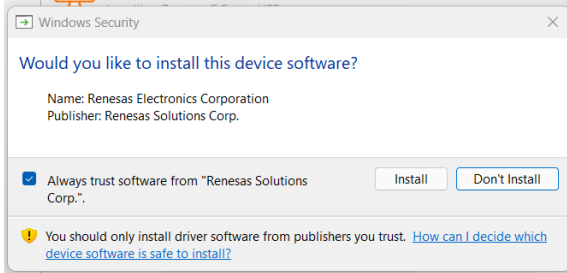 Windows Security
Would you like to install this device software?
Name: Renesas Electronics Corporation
Publisher: Renesas Solutions Corp.
Always trust software from "Renesas Solutions
Corp.".
Install
Don't Install
You should only install driver software from publishers you trust. How can I decide which
device software is safe to install?